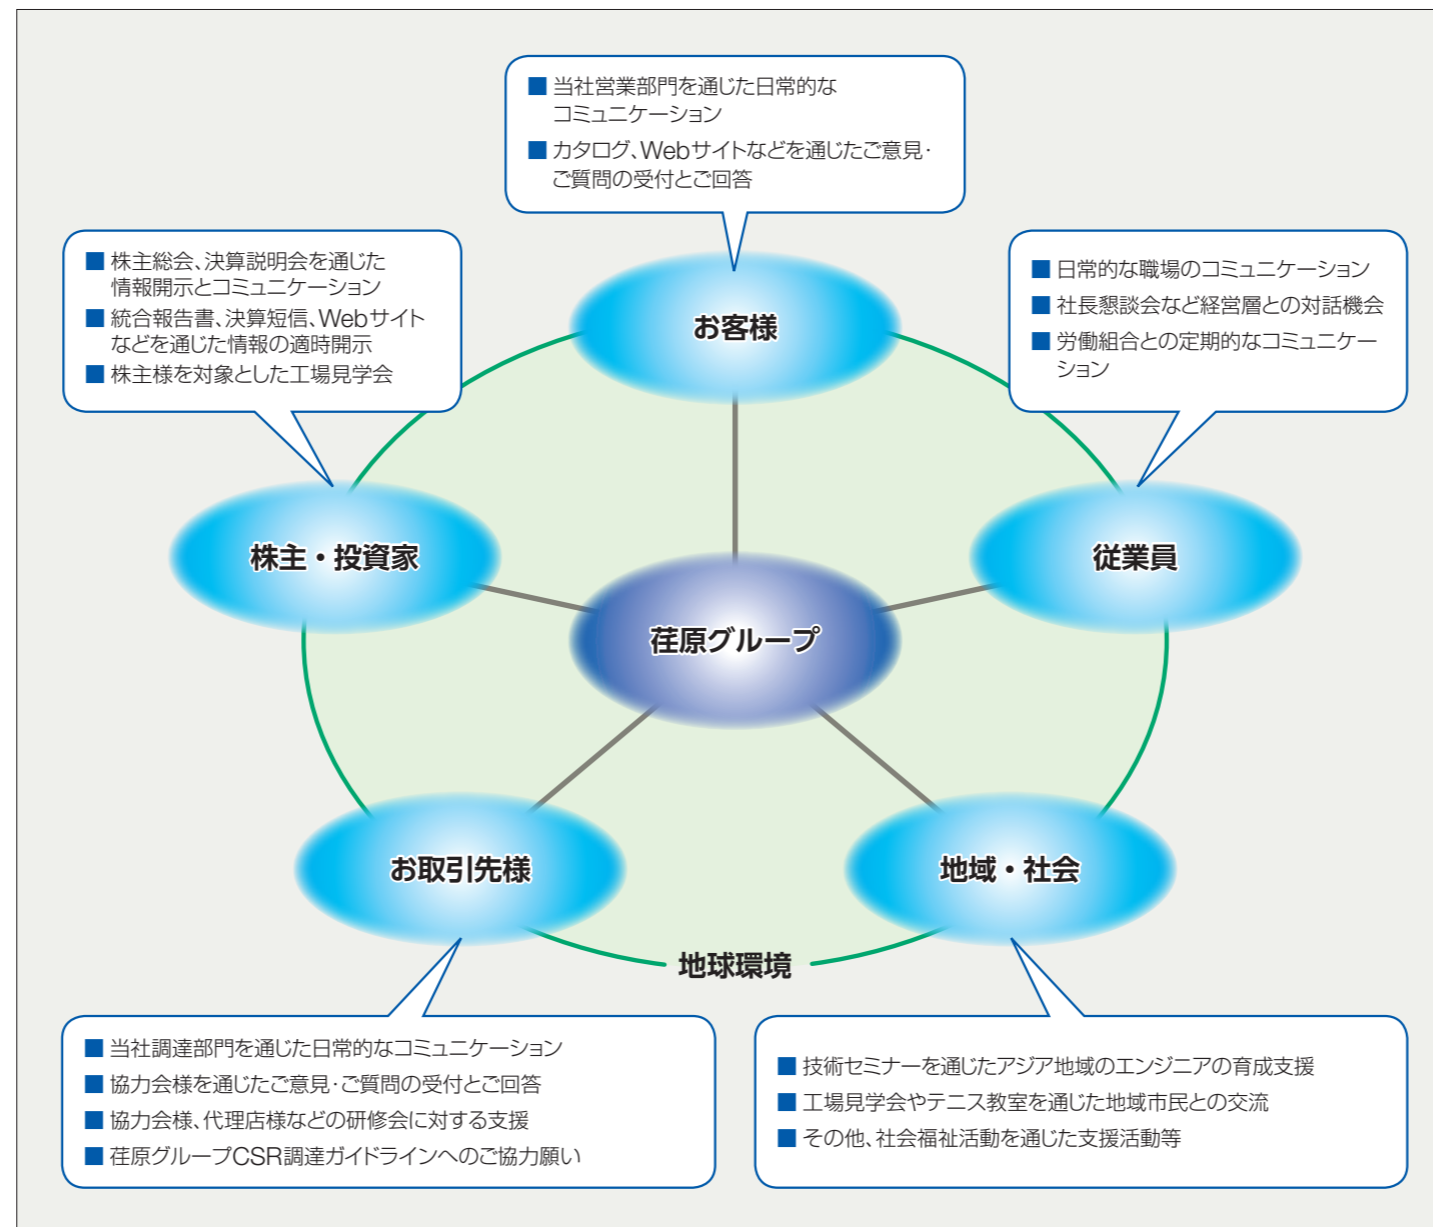 ■ 当社営業部門を通じた日常的な
コミュニケーション
■ カタログ、Webサイトなどを通じたご意見・
ご質問の受付とご回答
■ 株主総会、決算説明会を通じた
情報開示とコミュニケーション
■ 統合報告書、決算短信、Webサイト
などを通じた情報の適時開示
■ 株主様を対象とした工場見学会
■ 日常的な職場のコミュニケーション
■ 社長懇談会など経営層との対話機会
■ 労働組合との定期的なコミュニケー
ション
お客様
株主・投資家
従業員
荏原グループ
お取引先様
地域・社会
地球環境
■ 当社調達部門を通じた日常的なコミュニケーション
■ 協力会様を通じたご意見・ご質問の受付とご回答
■ 協力会様、代理店様などの研修会に対する支援
■ 荏原グループCSR調達ガイドラインへのご協力願い
■ 技術セミナーを通じたアジア地域のエンジニアの育成支援
■ 工場見学会やテニス教室を通じた地域市民との交流
■ その他、社会福祉活動を通じた支援活動等